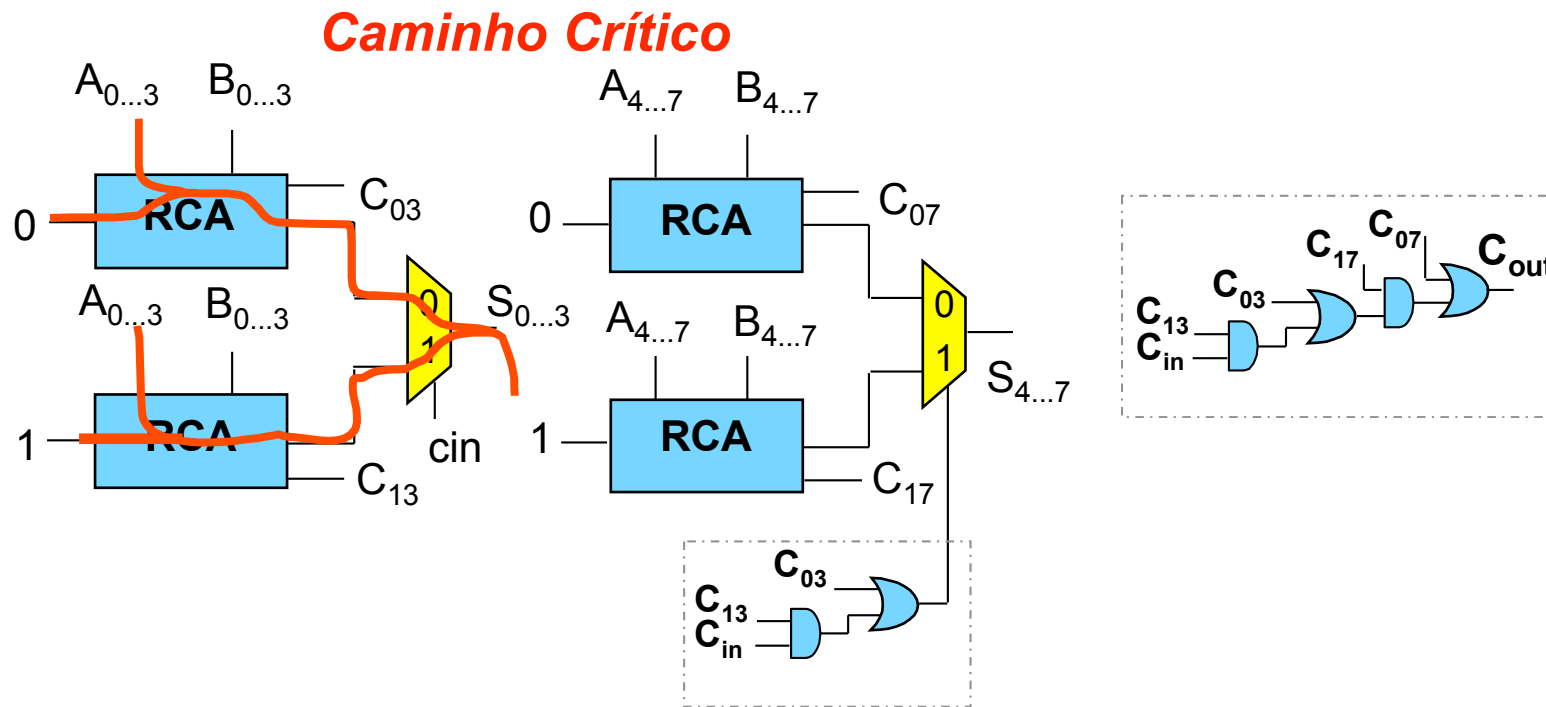 Caminho Crítico
A0...3 B0...3
0 RCA C03
A0...3 B0...3
1 RCA C13
0
1
S0...3
cin
A4...7 B4...7
0 RCA C07
A4...7 B4...7
1 RCA C17
0
1
S4...7
C03
C13
Cin
C07
C17
Cout
C03
C13
Cin